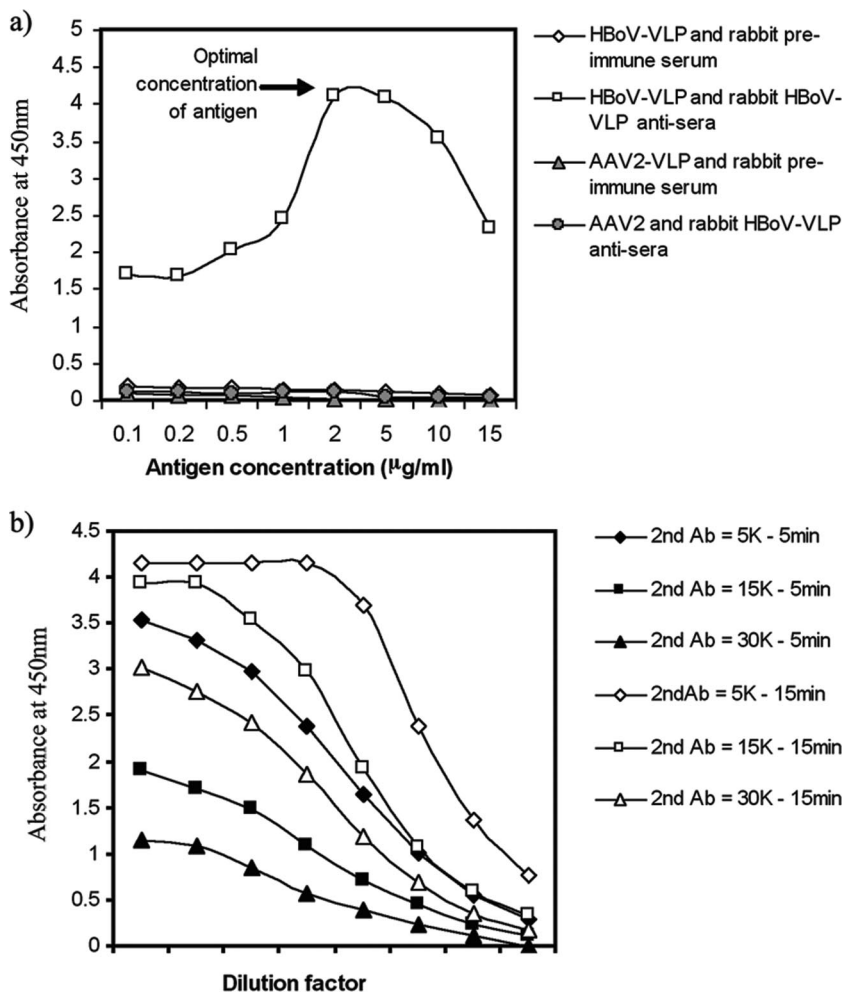 a)
Absorbance at 450nm
5
4.5
4
3.5
3
2.5
2
1.5
1
0.5
0
Optimal
concentration
of antigen
0.1 0.2 0.5 1 2 5 10 15
Antigen concentration (µg/ml)
HBoV-VLP and rabbit pre-
immune serum
HBoV-VLP and rabbit HBoV-
VLP anti-sera
AAV2-VLP and rabbit pre-
immune serum
AAV2 and rabbit HBoV-VLP
anti-sera
b)
Absorbance at 450nm
4.5
4
3.5
3
2.5
2
1.5
1
0.5
0
Dilution factor
2nd Ab = 5K - 5min
2nd Ab = 15K - 5min
2nd Ab = 30K - 5min
2ndAb = 5K - 15min
2nd Ab = 15K - 15min
2nd Ab = 30K - 15min